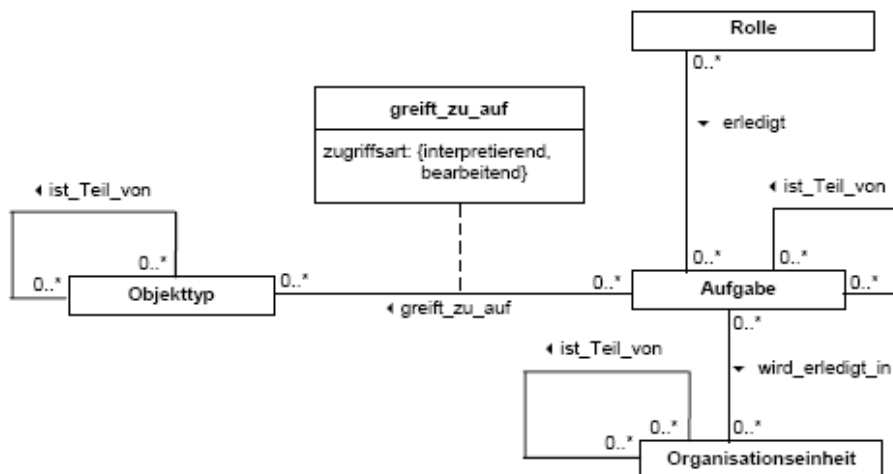 Rolle
0..*
greift_zu_auf
zugriffsart: {interpretierend,
bearbeitend}
erledigt
ist_Teil_von
ist_Teil_von
0..*
0..*
0..*
0..*
Objekttyp
0..*
0..*
Aufgabe
0..*
greift_zu_auf
0..*
ist_Teil_von
wird_erledigt_in
0..*
0..*
0..*
Organisationseinheit